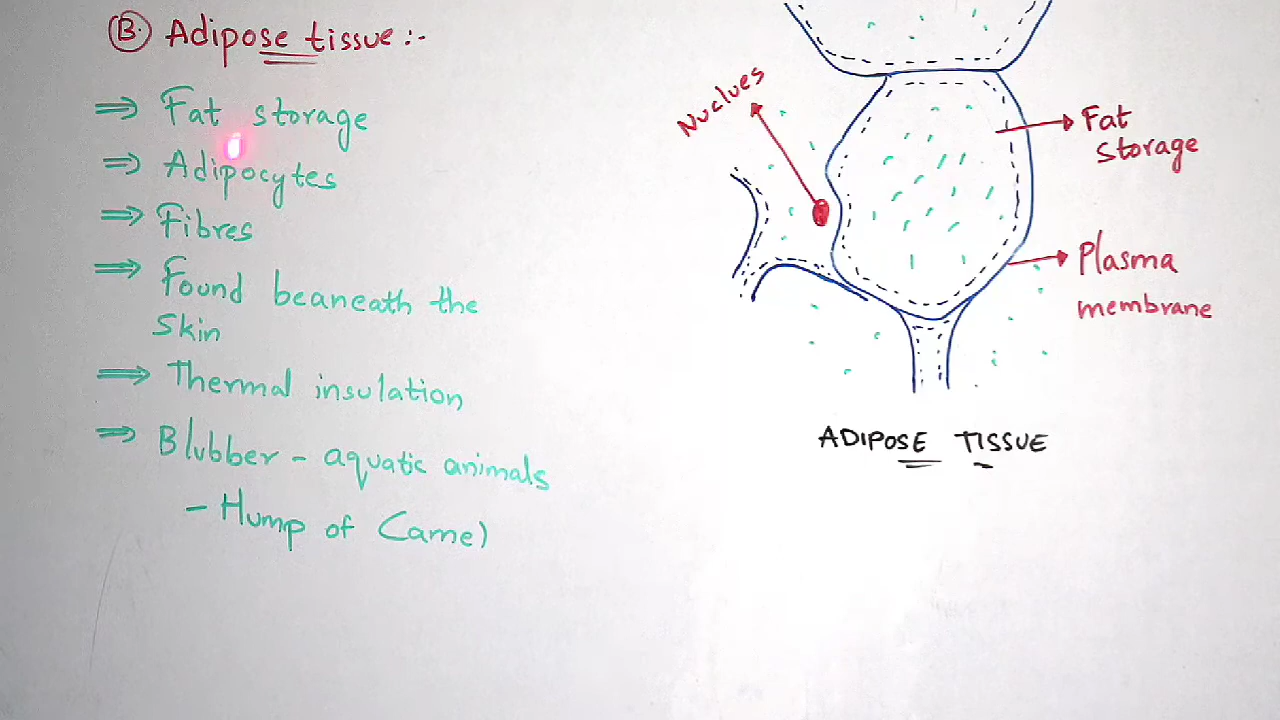 B Adipose tissue :-
⇒ Fat storage
⇒ Adipocytes
⇒ Fibres
⇒ Found beaneath the
skin
⇒ Thermal insulation
⇒ Blubber - aquatic animals
- Hump of Camel
Nuclues
Fat
storage
Plasma
membrane
ADIPOSE TISSUE